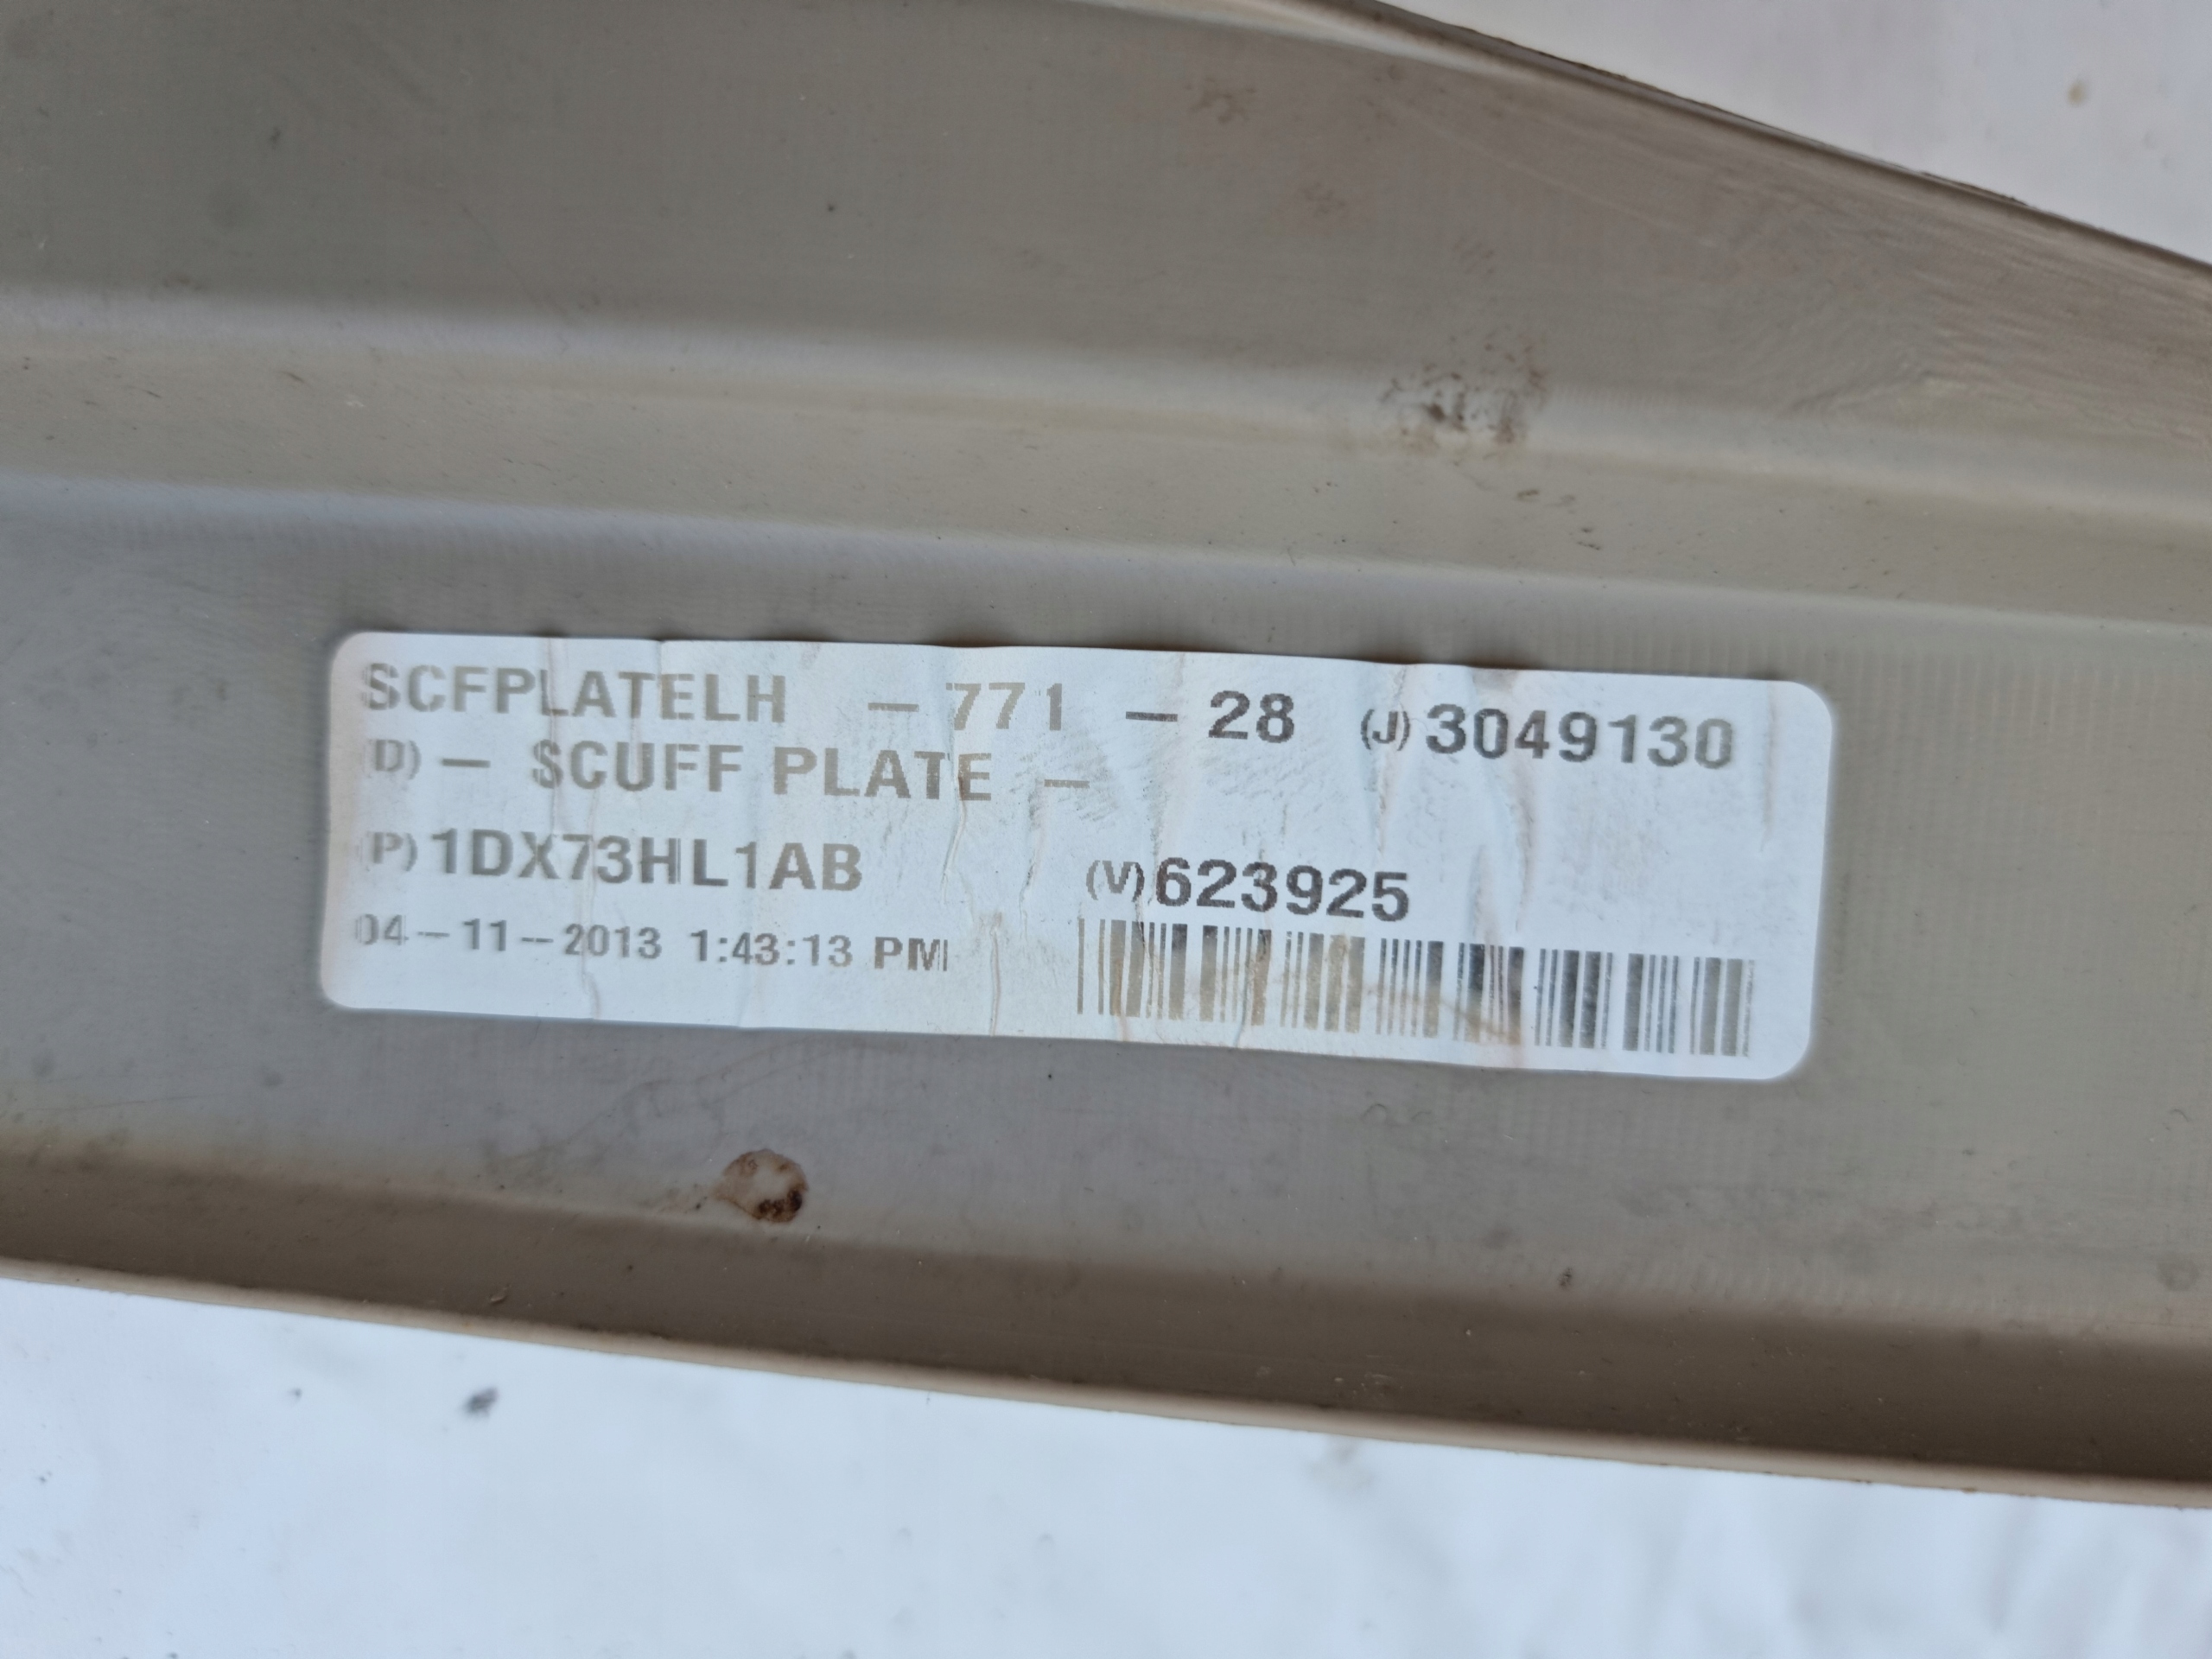 SCFPLATELH - 771 - 28 (J) 3049130
(D) - SCUFF PLATE -
(P) 1DX73HL1AB (V) 623925
04-11-2013 1:43:13 PM